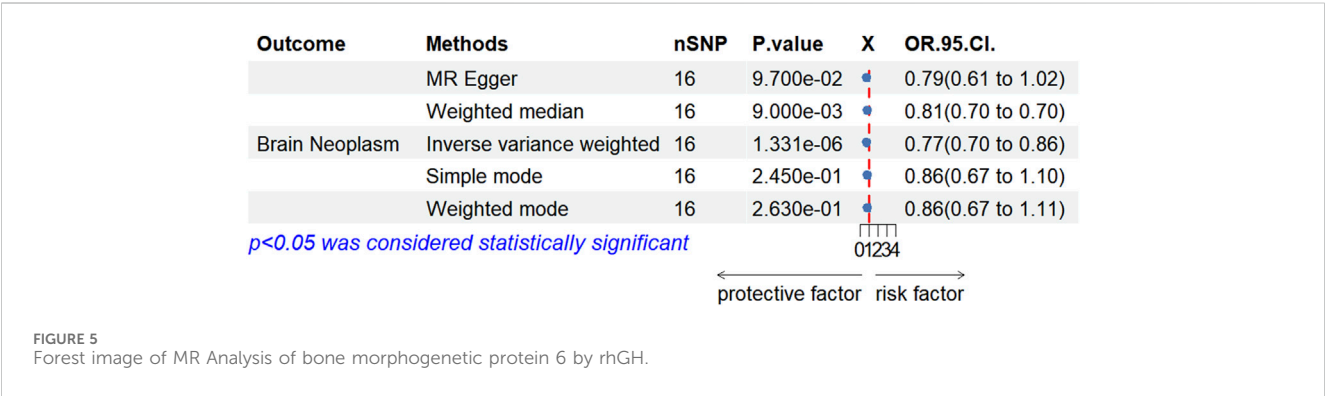 Outcome Methods nSNP P.value X OR.95.CI.
MR Egger 16 9.700e-02 0.79(0.61 to 1.02)
Weighted median 16 9.000e-03 0.81(0.70 to 0.70)
Brain Neoplasm Inverse variance weighted 16 1.331e-06 0.77(0.70 to 0.86)
Simple mode 16 2.450e-01 0.86(0.67 to 1.10)
Weighted mode 16 2.630e-01 0.86(0.67 to 1.11)
p<0.05 was considered statistically significant
01234
protective factor risk factor
FIGURE 5
Forest image of MR Analysis of bone morphogenetic protein 6 by rhGH.